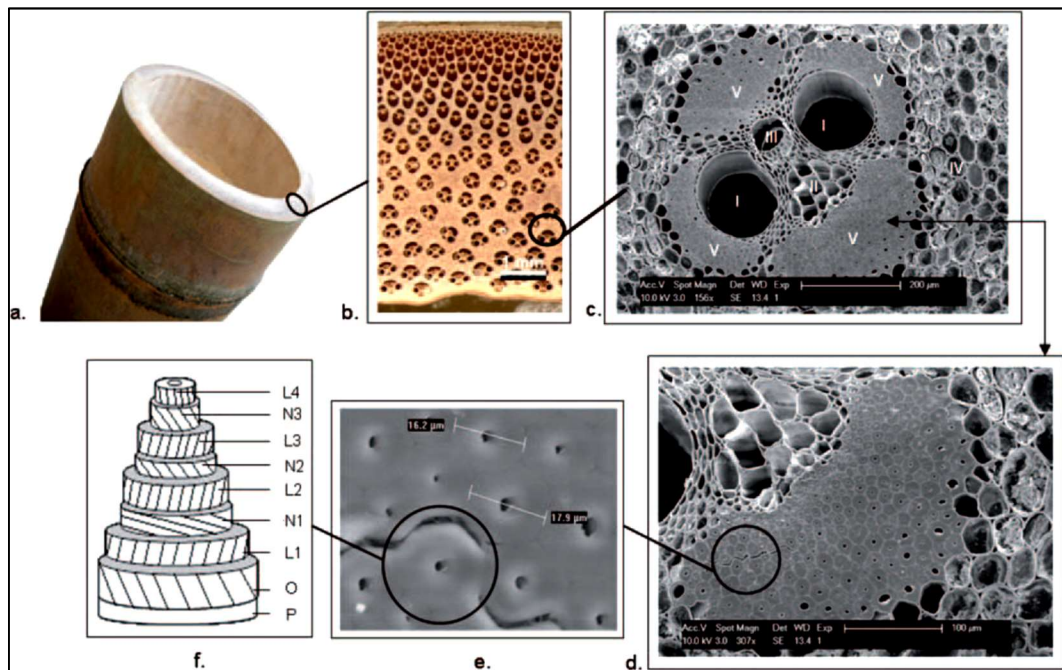 a.
b.
1 mm
c.
I
I
II
III
IV
V
V
V
V
Acc.V Spot Magn Det WD Exp
10.0 kV 3.0 156x SE 13.4 1
200 µm
f.
L4
N3
L3
N2
L2
N1
L1
O
P
e.
16.2 µm
17.9 µm
d.
Acc.V Spot Magn Det WD Exp
10.0 kV 3.0 307x SE 13.4 1
100 µm